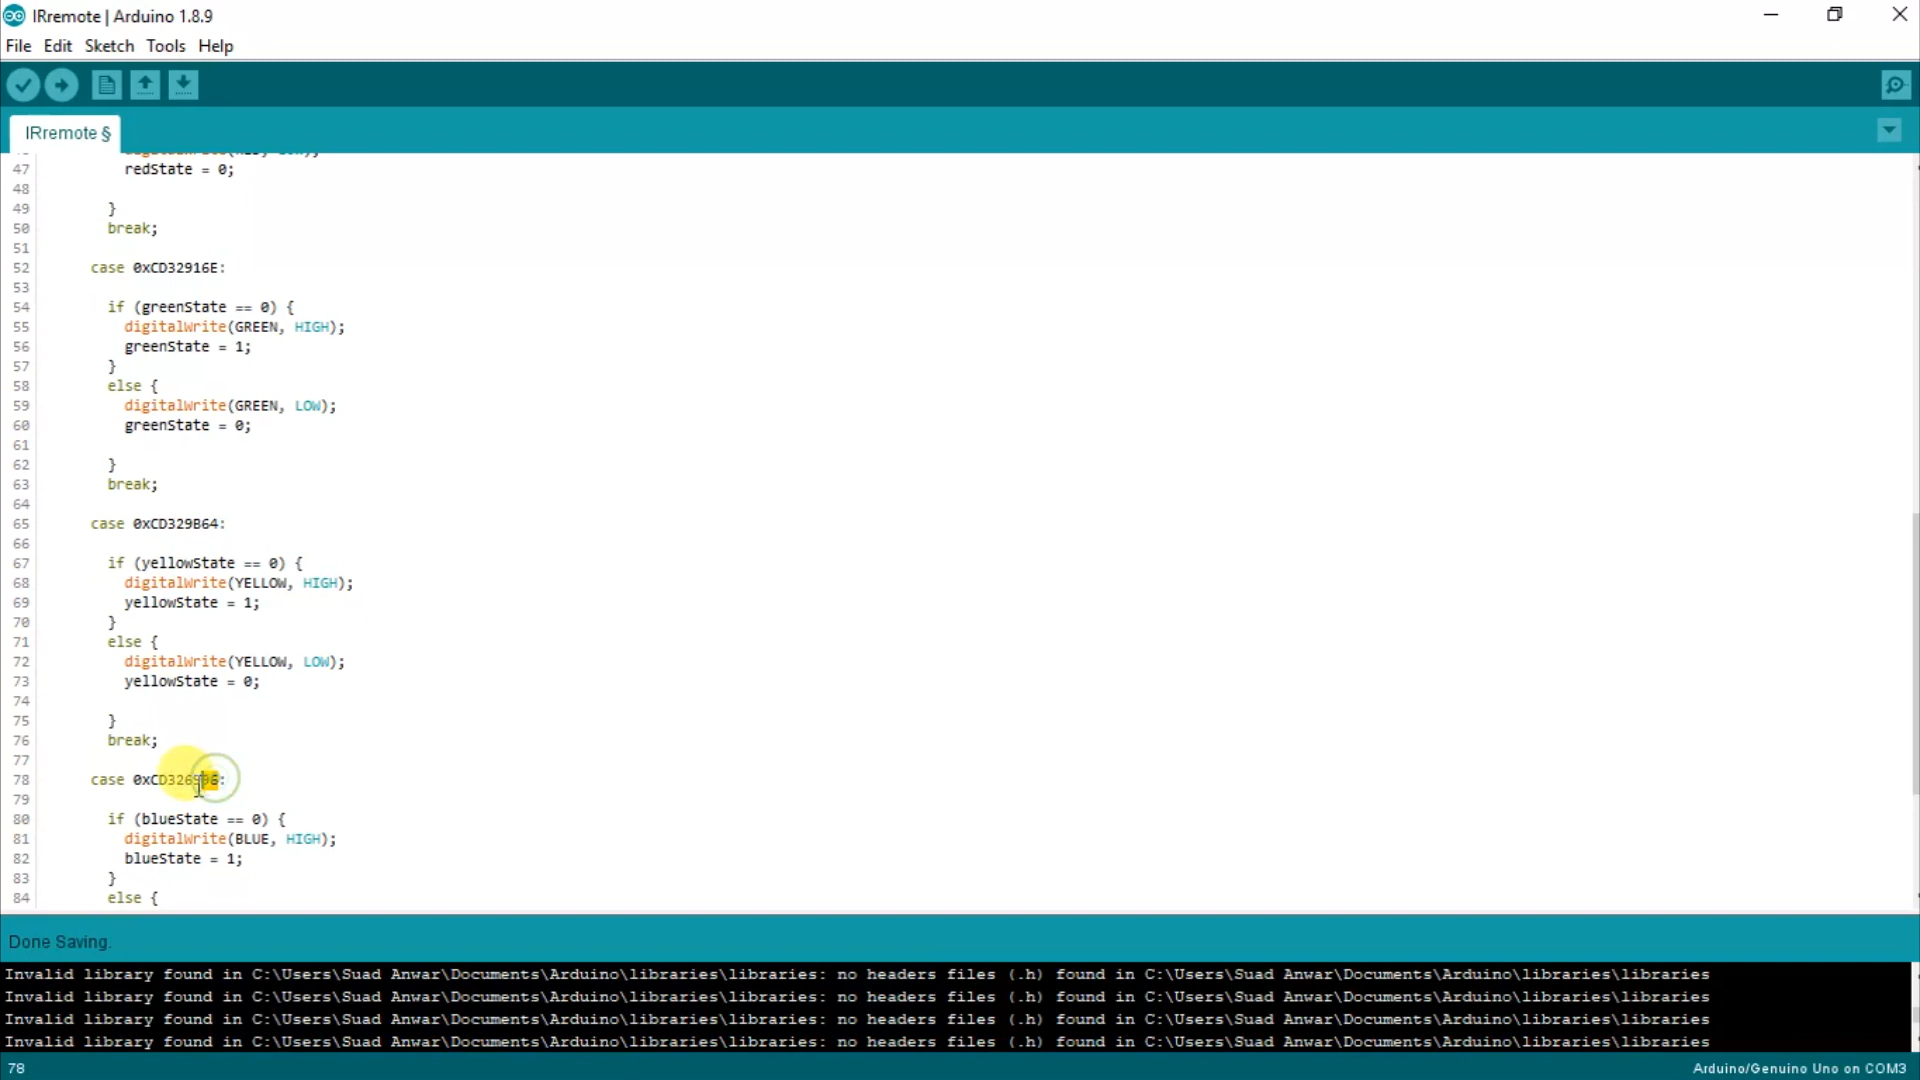 IRremote | Arduino 1.8.9
File Edit Sketch Tools Help
IRremote §
47 redState = 0;
48
49 }
50 break;
51
52 case 0xCD32916E:
53
54 if (greenState == 0) {
55 digitalWrite(GREEN, HIGH);
56 greenState = 1;
57 }
58 else {
59 digitalWrite(GREEN, LOW);
60 greenState = 0;
61
62 }
63 break;
64
65 case 0xCD329B64:
66
67 if (yellowState == 0) {
68 digitalWrite(YELLOW, HIGH);
69 yellowState = 1;
70 }
71 else {
72 digitalWrite(YELLOW, LOW);
73 yellowState = 0;
74
75 }
76 break;
77
78 case
79
80 if (blueState == 0) {
81 digitalWrite(BLUE, HIGH);
82 blueState = 1;
83 }
84 else {
Done Saving.
Invalid library found in C:\Users\Suad Anwar\Documents\Arduino\libraries\libraries: no headers files (.h) found in C:\Users\Suad Anwar\Documents\Arduino\libraries\libraries
Invalid library found in C:\Users\Suad Anwar\Documents\Arduino\libraries\libraries: no headers files (.h) found in C:\Users\Suad Anwar\Documents\Arduino\libraries\libraries
Invalid library found in C:\Users\Suad Anwar\Documents\Arduino\libraries\libraries: no headers files (.h) found in C:\Users\Suad Anwar\Documents\Arduino\libraries\libraries
Invalid library found in C:\Users\Suad Anwar\Documents\Arduino\libraries\libraries: no headers files (.h) found in C:\Users\Suad Anwar\Documents\Arduino\libraries\libraries
78 Arduino/Genuino Uno on COM3